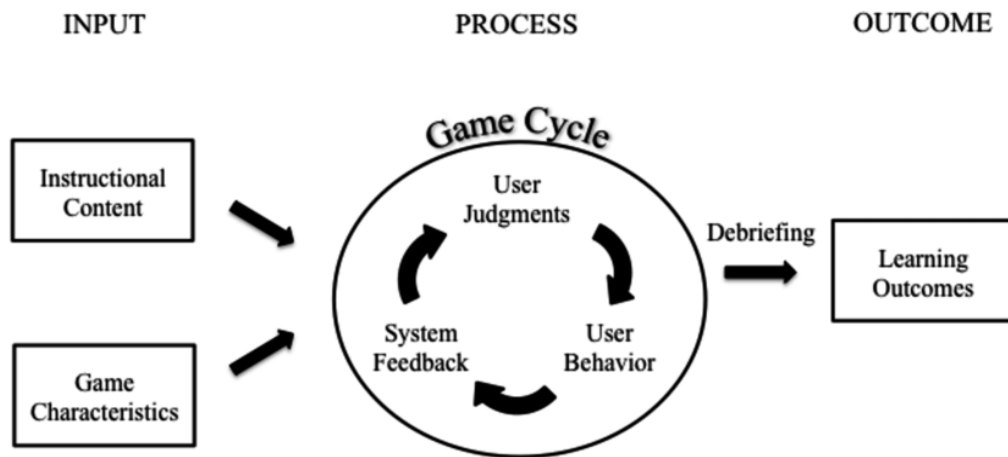 INPUT
PROCESS
OUTCOME
Game Cycle
Instructional
Content
User
Judgments
Debriefing
Learning
Outcomes
System
Feedback
User
Behavior
Game
Characteristics